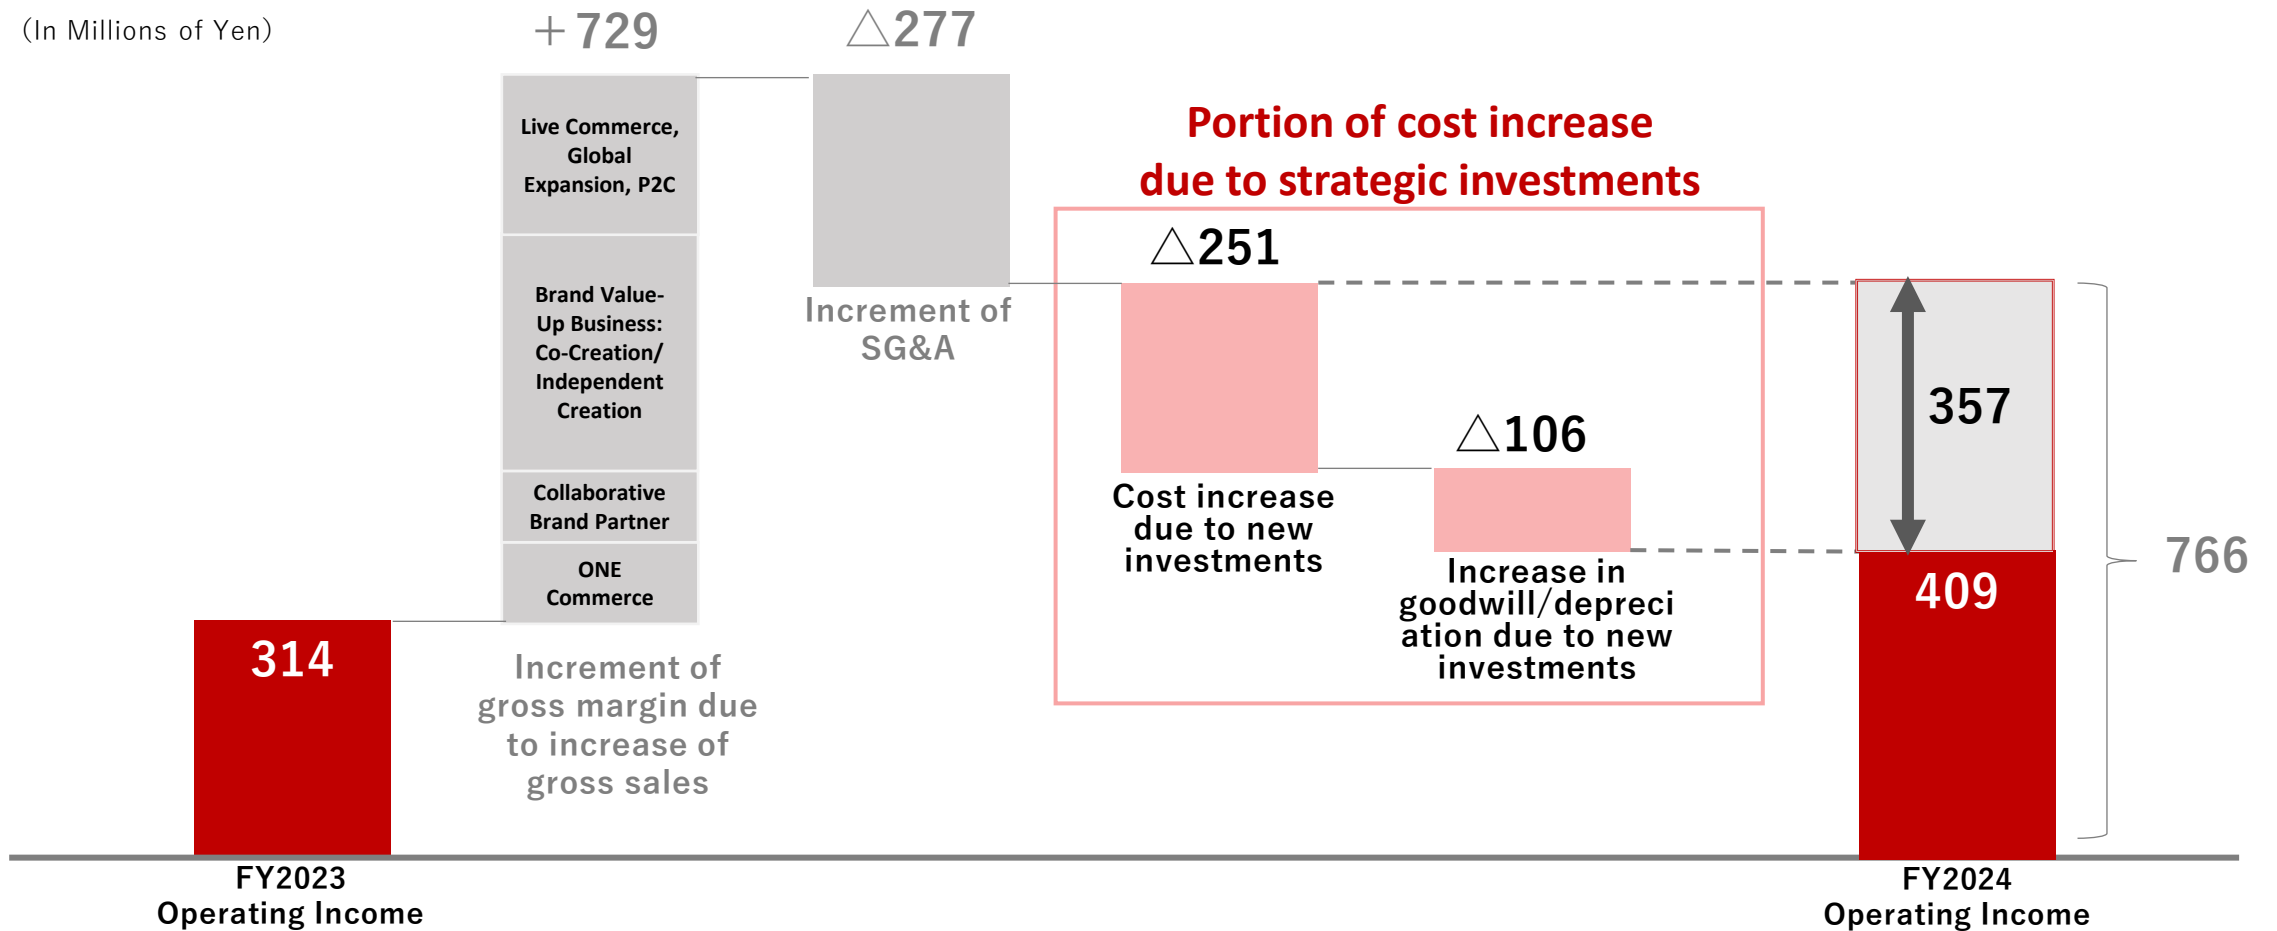 (In Millions of Yen)
＋729
△277
Live Commerce,
Global
Expansion, P2C
Brand Value-
Up Business:
Co-Creation/
Independent
Creation
Collaborative
Brand Partner
ONE
Commerce
Increment of
gross margin due
to increase of
gross sales
Increment of
SG&A
Portion of cost increase
due to strategic investments
△251
Cost increase
due to new
investments
△106
Increase in
goodwill/depreci
ation due to new
investments
357
409
766
314
FY2023
Operating Income
FY2024
Operating Income